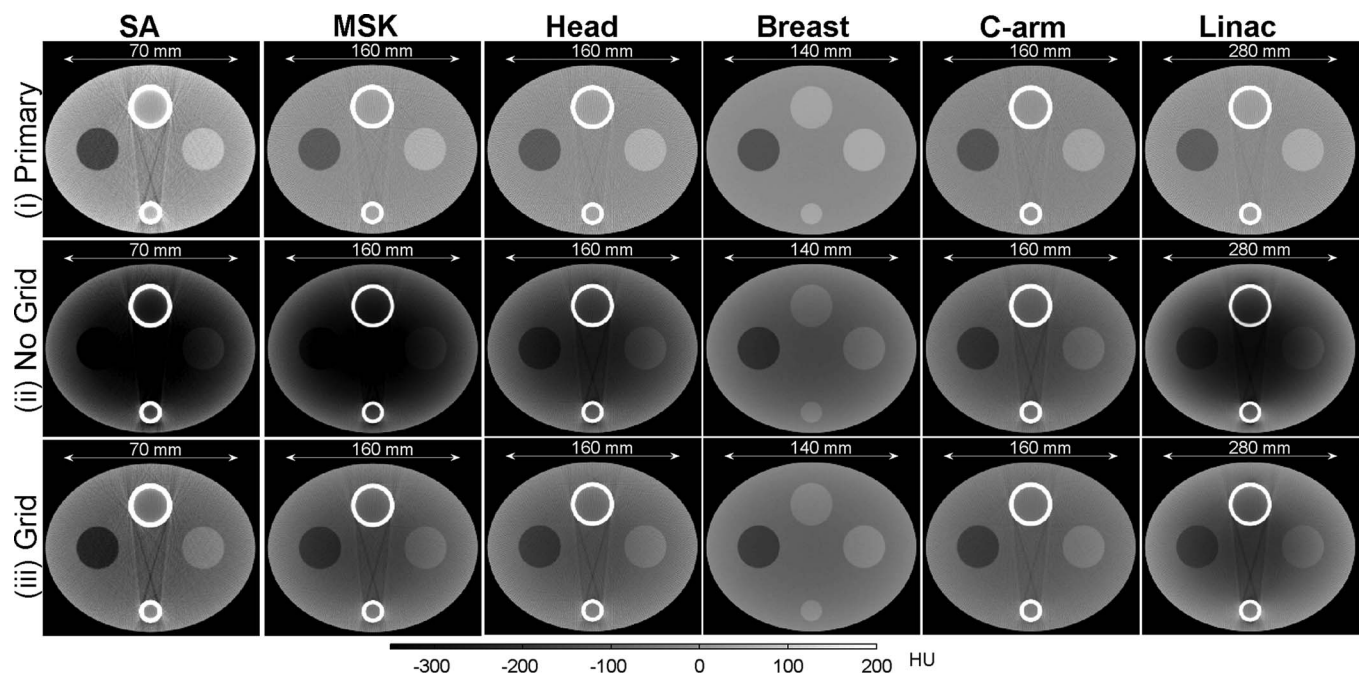 SA MSK Head Breast C-arm Linac
(i) Primary
70 mm 160 mm 160 mm 140 mm 160 mm 280 mm
(ii) No Grid
70 mm 160 mm 160 mm 140 mm 160 mm 280 mm
(iii) Grid
70 mm 160 mm 160 mm 140 mm 160 mm 280 mm
-300 -200 -100 0 100 200 HU